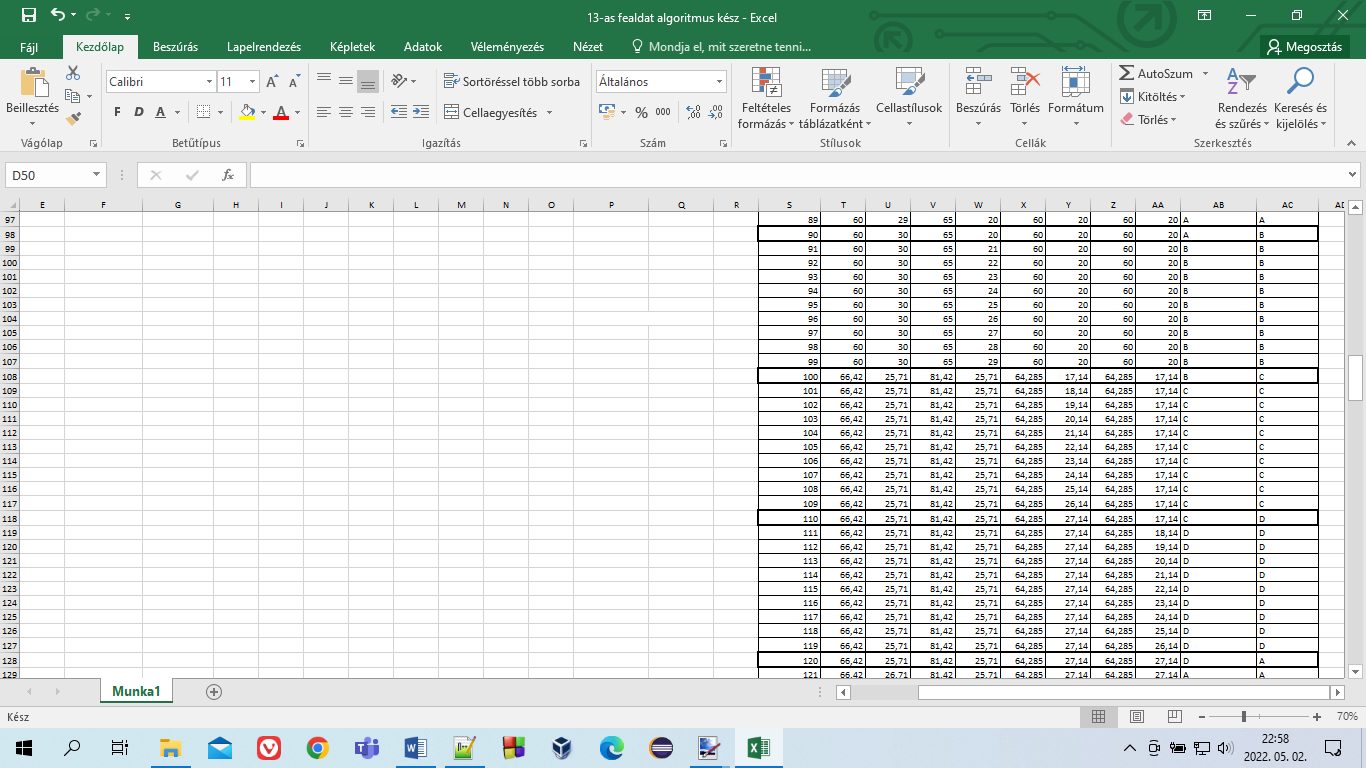 13-as fealdat algoritmus kész - Excel
Fájl Kezdőlap Beszúrás Lapelrendezés Képletek Adatok Véleményezés Nézet Mondja el, mit szeretne tenni... Megosztás
Calibri 11 Sortöréssel több sorba Általános AutoSzum
Beillesztés Feltételes formázás Formázás táblázatként Cellastílusok Beszúrás Törlés Formátum Kitöltés Rendezés és szűrés Keresés és kijelölés
F D A Cellaegyesítés % 000 Törlés
Vágólap Betűtípus Igazítás Szám Stílusok Cellák Szerkesztés
D50 fx
E F G H I J K L M N O P Q R S T U V W X Y Z AA AB AC AD
97 89 60 29 65 20 60 20 60 20 A A
98 90 60 30 65 20 60 20 60 20 A B
99 91 60 30 65 21 60 20 60 20 B B
100 92 60 30 65 22 60 20 60 20 B B
101 93 60 30 65 23 60 20 60 20 B B
102 94 60 30 65 24 60 20 60 20 B B
103 95 60 30 65 25 60 20 60 20 B B
104 96 60 30 65 26 60 20 60 20 B B
105 97 60 30 65 27 60 20 60 20 B B
106 98 60 30 65 28 60 20 60 20 B B
107 99 60 30 65 29 60 20 60 20 B B
108 100 66,42 25,71 81,42 25,71 64,285 17,14 64,285 17,14 B C
109 101 66,42 25,71 81,42 25,71 64,285 18,14 64,285 17,14 C C
110 102 66,42 25,71 81,42 25,71 64,285 19,14 64,285 17,14 C C
111 103 66,42 25,71 81,42 25,71 64,285 20,14 64,285 17,14 C C
112 104 66,42 25,71 81,42 25,71 64,285 21,14 64,285 17,14 C C
113 105 66,42 25,71 81,42 25,71 64,285 22,14 64,285 17,14 C C
114 106 66,42 25,71 81,42 25,71 64,285 23,14 64,285 17,14 C C
115 107 66,42 25,71 81,42 25,71 64,285 24,14 64,285 17,14 C C
116 108 66,42 25,71 81,42 25,71 64,285 25,14 64,285 17,14 C C
117 109 66,42 25,71 81,42 25,71 64,285 26,14 64,285 17,14 C C
118 110 66,42 25,71 81,42 25,71 64,285 27,14 64,285 17,14 C D
119 111 66,42 25,71 81,42 25,71 64,285 27,14 64,285 18,14 D D
120 112 66,42 25,71 81,42 25,71 64,285 27,14 64,285 19,14 D D
121 113 66,42 25,71 81,42 25,71 64,285 27,14 64,285 20,14 D D
122 114 66,42 25,71 81,42 25,71 64,285 27,14 64,285 21,14 D D
123 115 66,42 25,71 81,42 25,71 64,285 27,14 64,285 22,14 D D
124 116 66,42 25,71 81,42 25,71 64,285 27,14 64,285 23,14 D D
125 117 66,42 25,71 81,42 25,71 64,285 27,14 64,285 24,14 D D
126 118 66,42 25,71 81,42 25,71 64,285 27,14 64,285 25,14 D D
127 119 66,42 25,71 81,42 25,71 64,285 27,14 64,285 26,14 D D
128 120 66,42 25,71 81,42 25,71 64,285 27,14 64,285 27,14 D A
129 121 66,42 26,71 81,42 25,71 64,285 27,14 64,285 27,14 A A
Munka1
Kész 70%
22:58
2022. 05. 02.